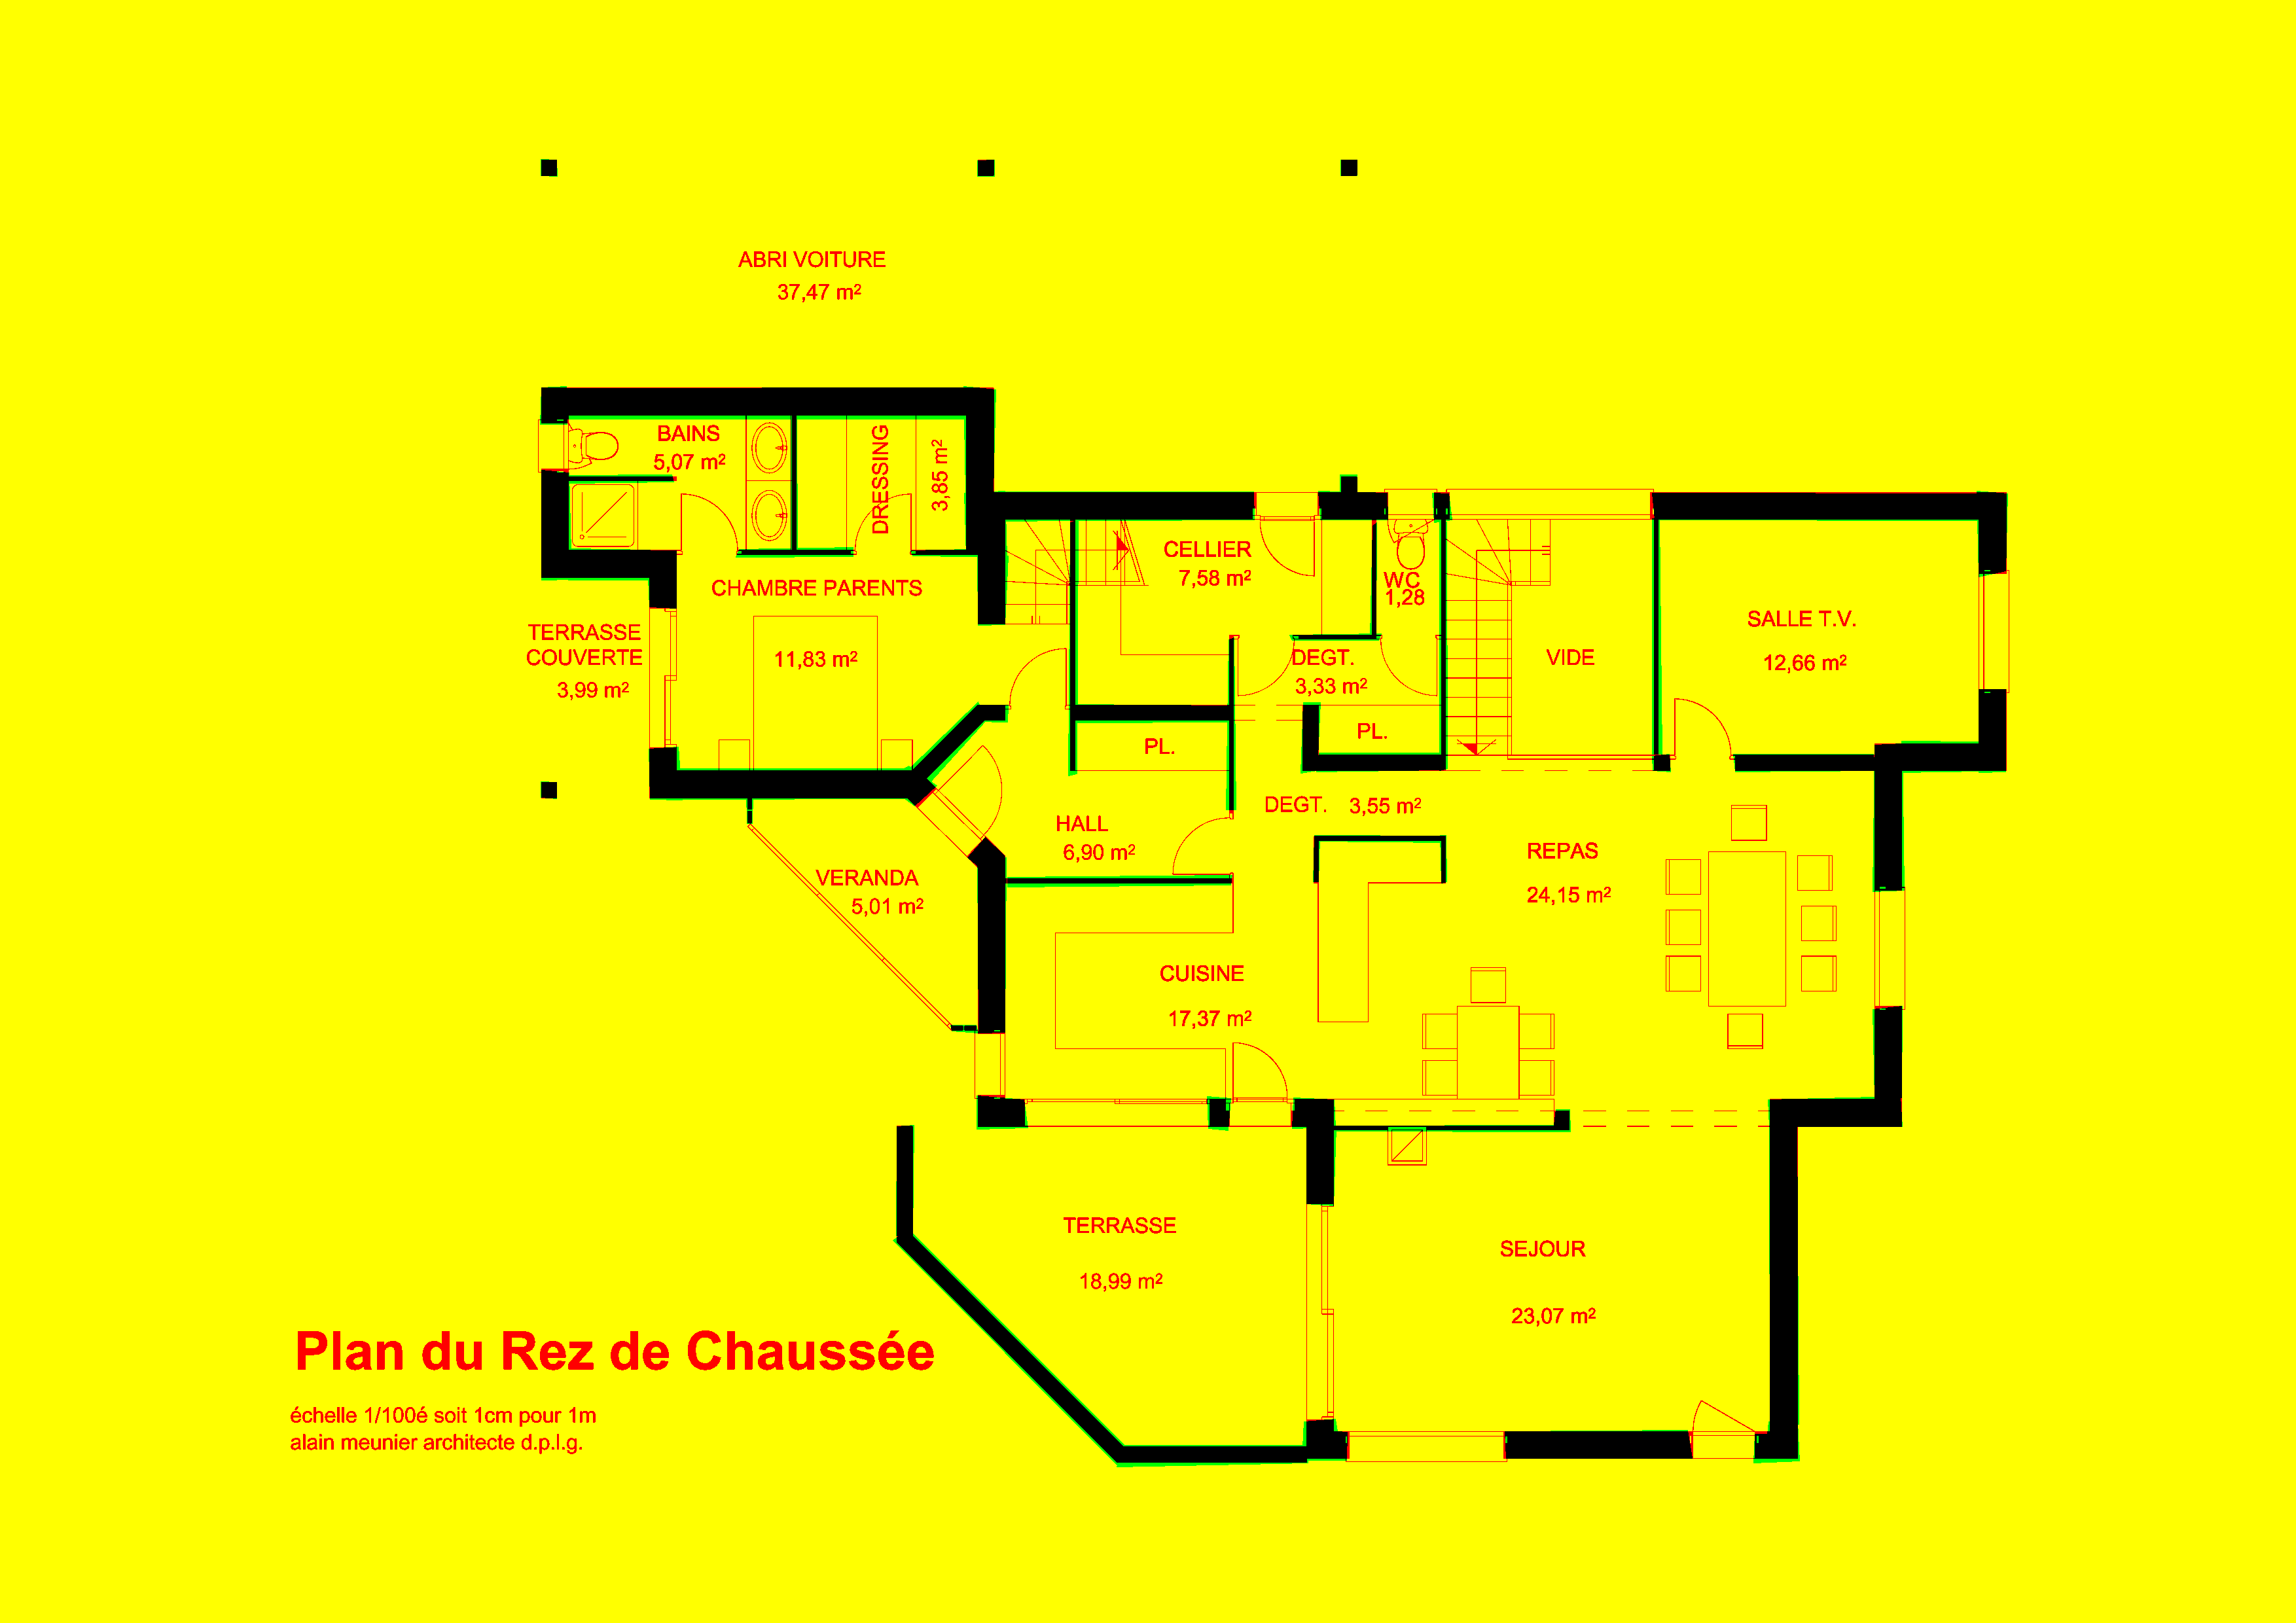 ABRI VOITURE
37,47 m²
BAINS
5,07 m²
DRESSING
3,85 m²
CHAMBRE PARENTS
11,83 m²
TERRASSE
COUVERTE
3,99 m²
CELLIER
7,58 m²
WC
1,28
DEGT.
3,33 m²
PL.
PL.
VIDE
SALLE T.V.
12,66 m²
DEGT. 3,55 m²
HALL
6,90 m²
VERANDA
5,01 m²
REPAS
24,15 m²
CUISINE
17,37 m²
TERRASSE
18,99 m²
SEJOUR
23,07 m²
Plan du Rez de Chaussée
échelle 1/100é soit 1cm pour 1m
alain meunier architecte d.p.l.g.